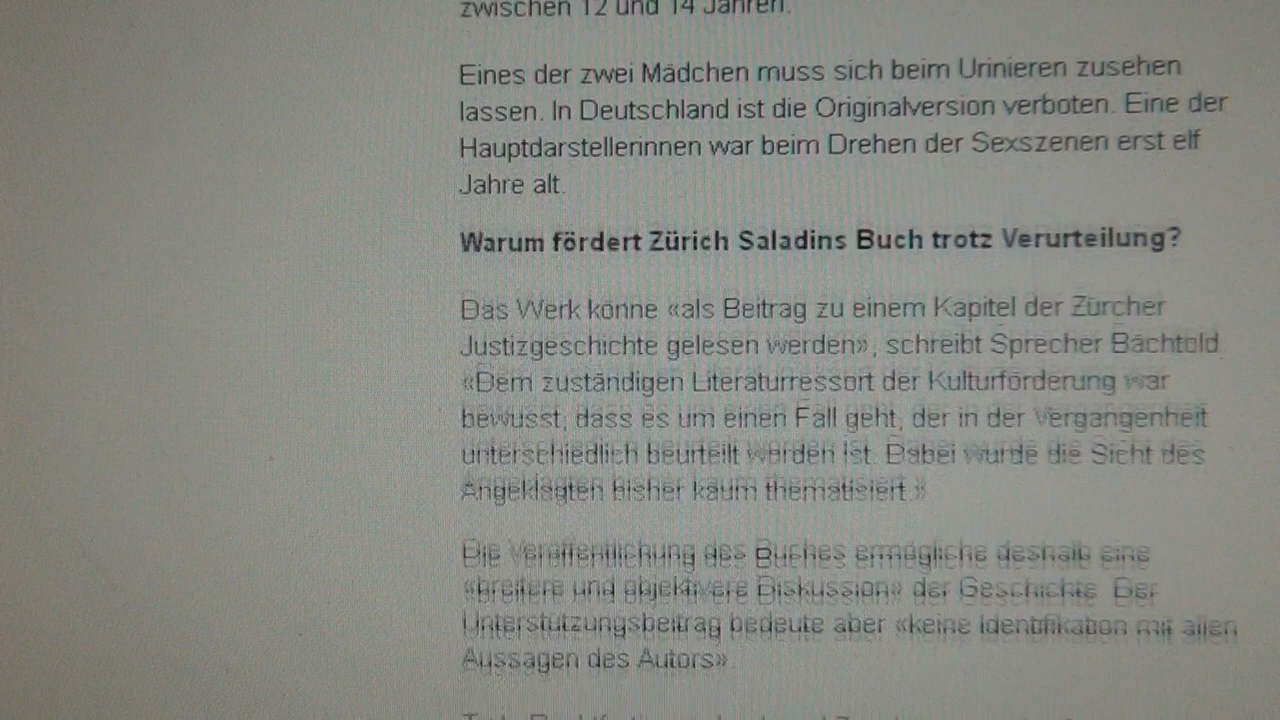 zwischen 12 und 14 Jahren.
Eines der zwei Mädchen muss sich beim Urinieren zusehen
lassen. In Deutschland ist die Originalversion verboten. Eine der
Hauptdarstellerinnen war beim Drehen der Sexszenen erst elf
Jahre alt.
Warum fördert Zürich Saladins Buch trotz Verurteilung?
Das Werk könne «als Beitrag zu einem Kapitel der Zürcher
Justizgeschichte gelesen werden», schreibt Sprecher Bächtold.
«Dem zuständigen Literaturressort der Kulturförderung war
bewusst, dass es um einen Fall geht, der in der Vergangenheit
unterschiedlich beurteilt worden ist. Dabei wurde die Sicht des
Angeklagten bisher kaum thematisiert.»
Die Veröffentlichung des Buches ermögliche deshalb eine
«breitere und objektivere Diskussion» der Geschichte. Der
Unterstützungsbeitrag bedeute aber «keine Identifikation mit allen
Aussagen des Autors».